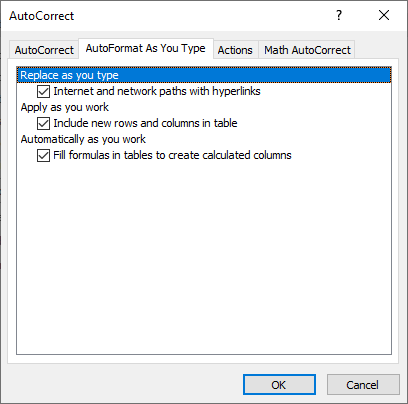 AutoCorrect
?
AutoCorrect AutoFormat As You Type Actions Math AutoCorrect
Replace as you type
Internet and network paths with hyperlinks
Apply as you work
Include new rows and columns in table
Automatically as you work
Fill formulas in tables to create calculated columns
OK Cancel